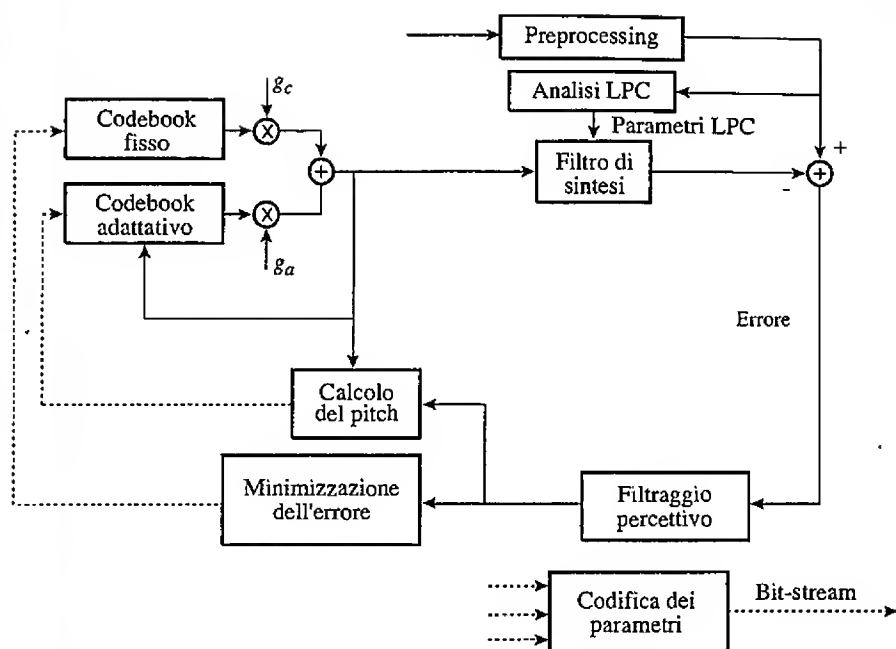 Preprocessing
Analisi LPC
Parametri LPC
g_c
Codebook
fisso
X
+
+
Filtro di
sintesi
-
+
Codebook
adattativo
X
g_a
Errore
Calcolo
del pitch
Minimizzazione
dell'errore
Filtraggio
percettivo
Codifica dei
parametri
Bit-stream